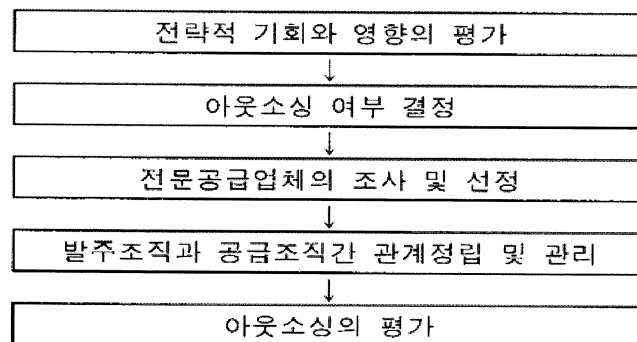 전략적 기회와 영향의 평가
↓
아웃소싱 여부 결정
↓
전문공급업체의 조사 및 선정
↓
발주조직과 공급조직간 관계정립 및 관리
↓
아웃소싱의 평가